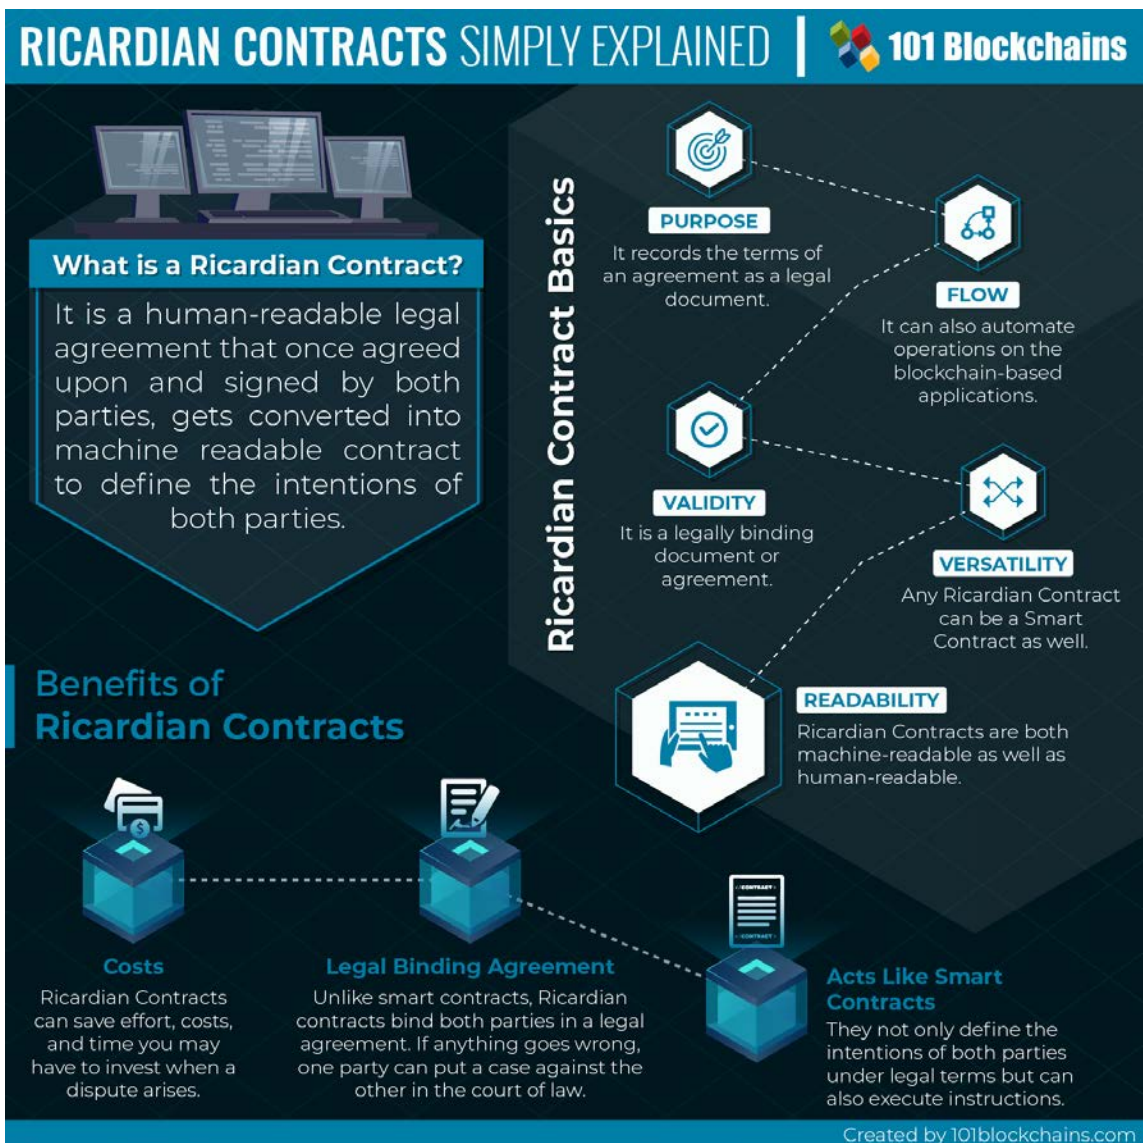 RICARDIAN CONTRACTS SIMPLY EXPLAINED
101 Blockchains
What is a Ricardian Contract?
It is a human-readable legal
agreement that once agreed
upon and signed by both
parties, gets converted into
machine readable contract
to define the intentions of
both parties.
Ricardian Contract Basics
PURPOSE
It records the terms of
an agreement as a legal
document.
FLOW
It can also automate
operations on the
blockchain-based
applications.
VALIDITY
It is a legally binding
document or
agreement.
VERSATILITY
Any Ricardian Contract
can be a Smart
Contract as well.
READABILITY
Ricardian Contracts are both
machine-readable as well as
human-readable.
Benefits of
Ricardian Contracts
$
Costs
Ricardian Contracts
can save effort, costs,
and time you may
have to invest when a
dispute arises.
Legal Binding Agreement
Unlike smart contracts, Ricardian
contracts bind both parties in a legal
agreement. If anything goes wrong,
one party can put a case against the
other in the court of law.
</CONTRACT>
</CONTRACT>
Acts Like Smart
Contracts
They not only define the
intentions of both parties
under legal terms but can
also execute instructions.
Created by 101blockchains.com